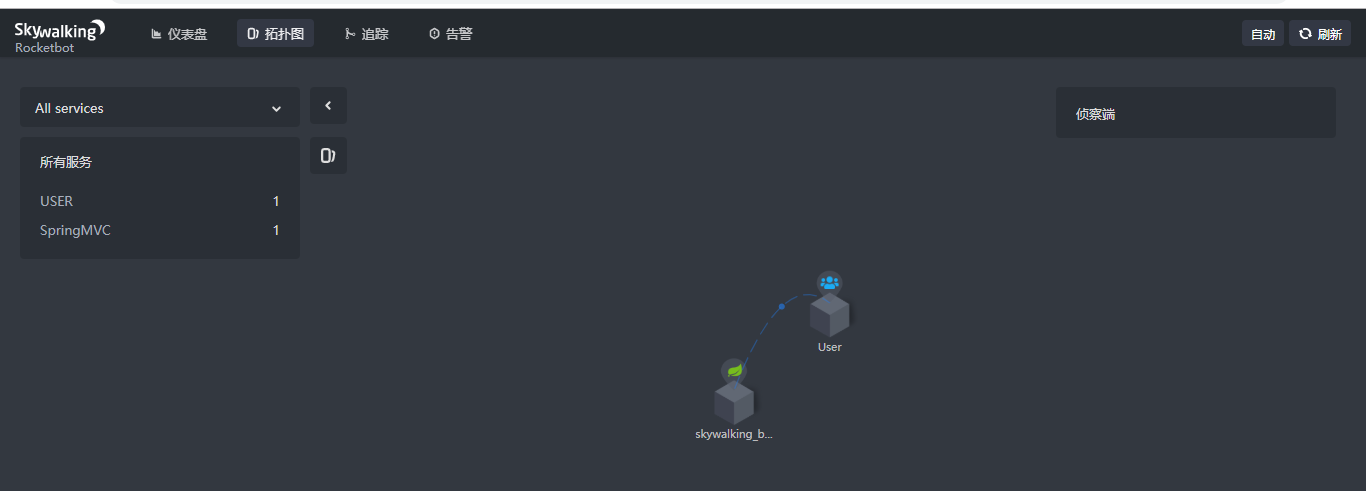 Skywalking
Rocketbot
仪表盘
拓扑图
追踪
告警
自动
刷新
All services
所有服务
USER 1
SpringMVC 1
侦察端
User
skywalking_b...